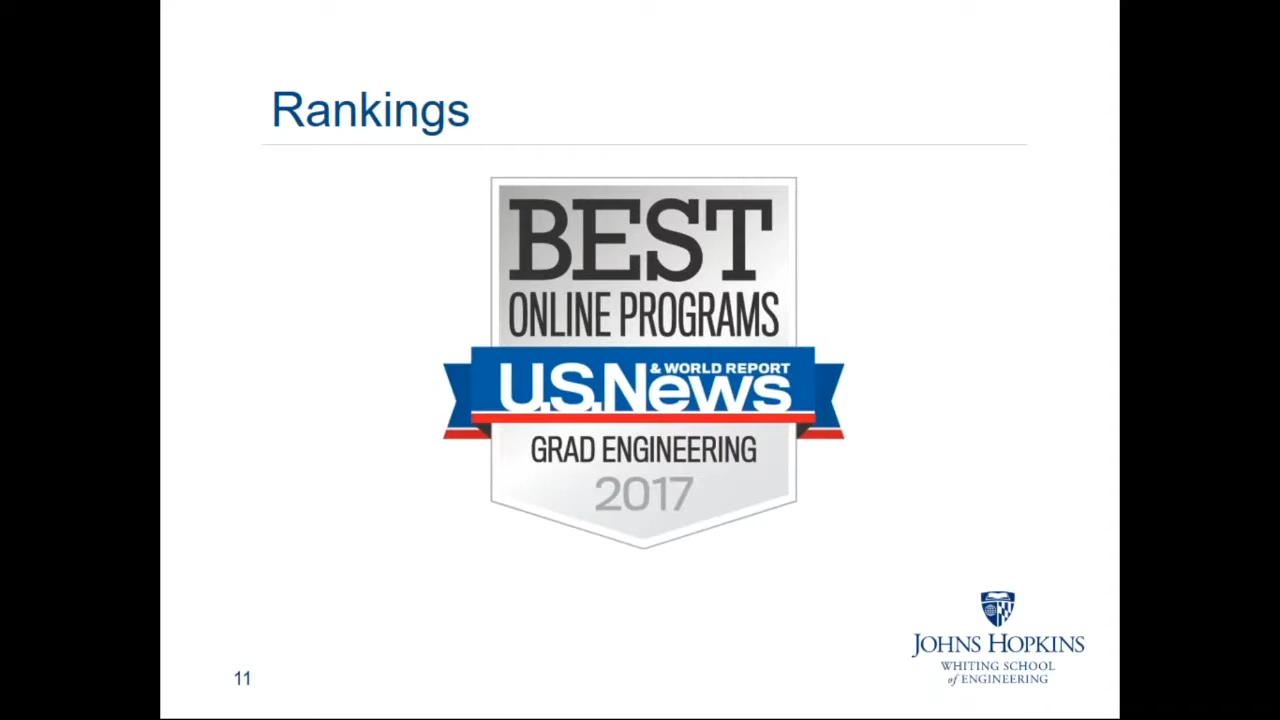 Rankings
BEST
ONLINE PROGRAMS
& WORLD REPORT
U.S.News
GRAD ENGINEERING
2017
JOHNS HOPKINS
WHITING SCHOOL
of ENGINEERING
11